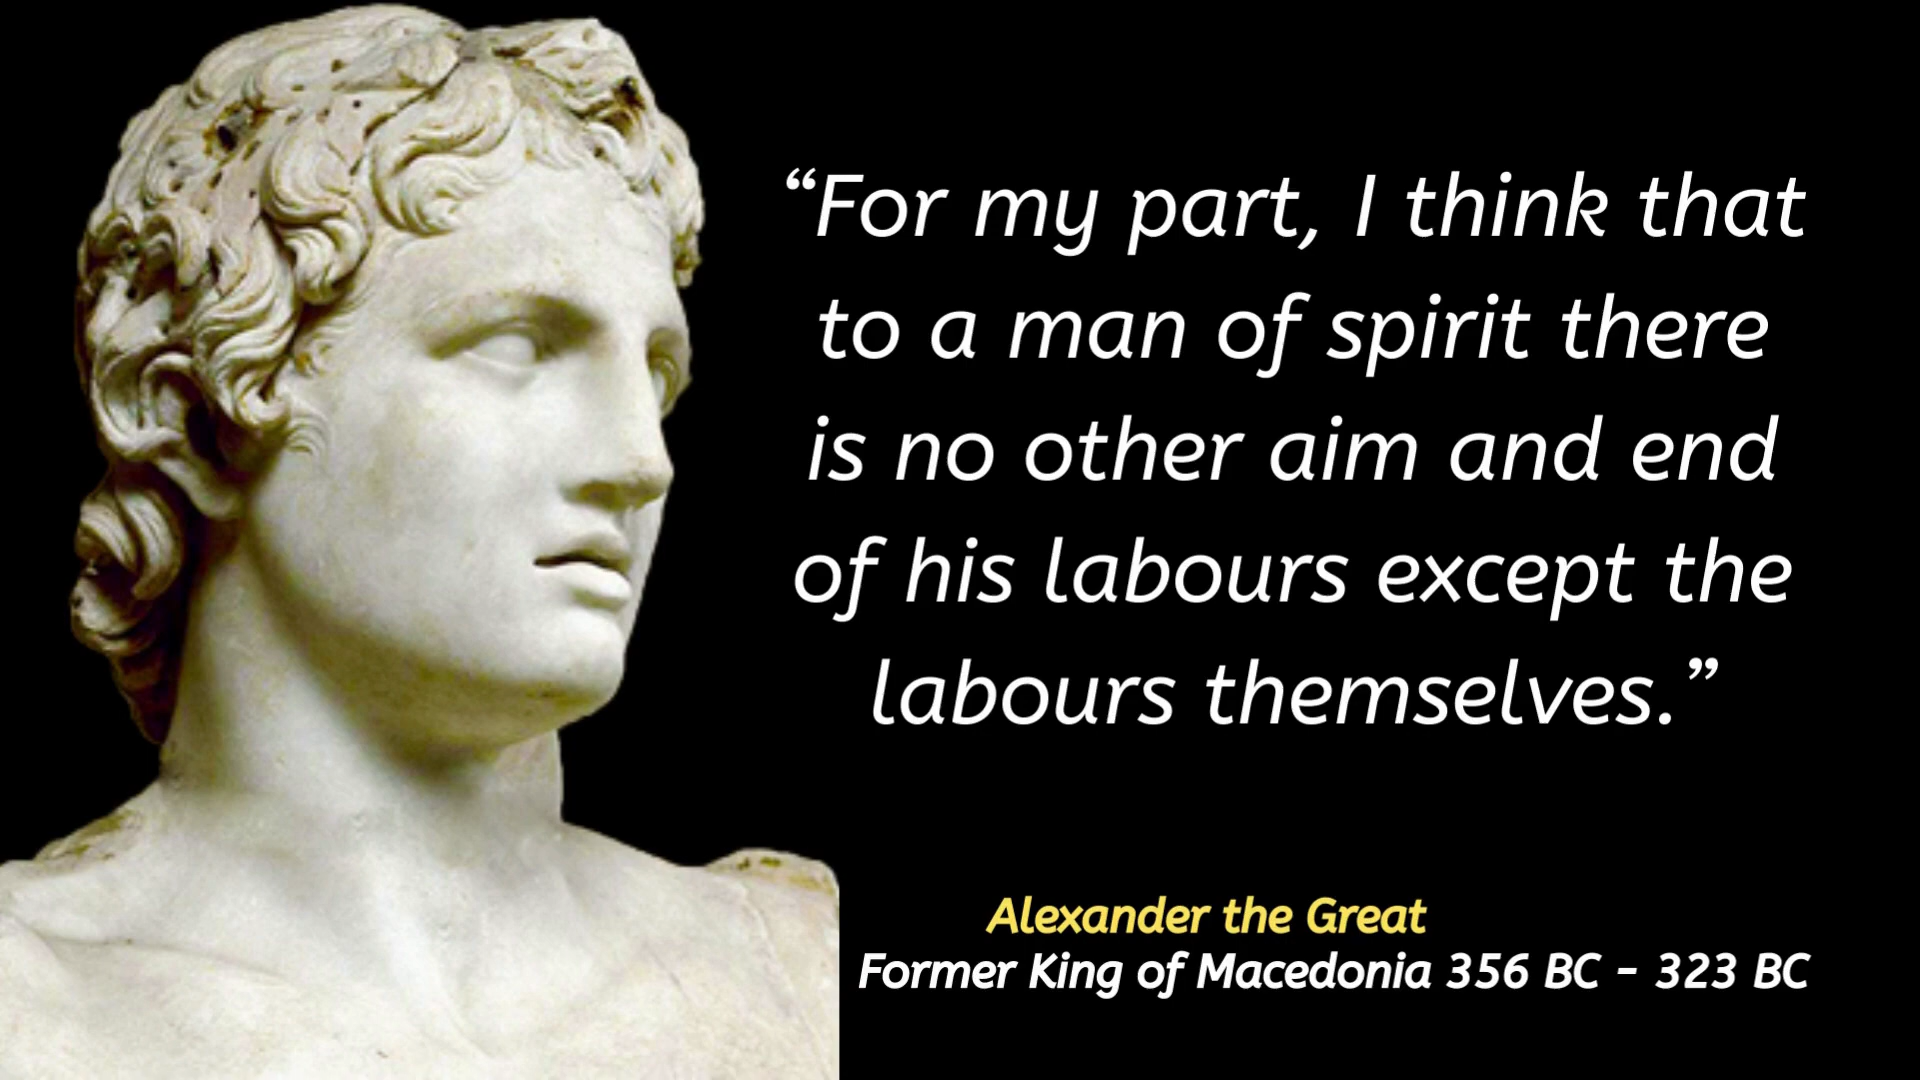 “For my part, I think that
to a man of spirit there
is no other aim and end
of his labours except the
labours themselves.”
Alexander the Great
Former King of Macedonia 356 BC - 323 BC